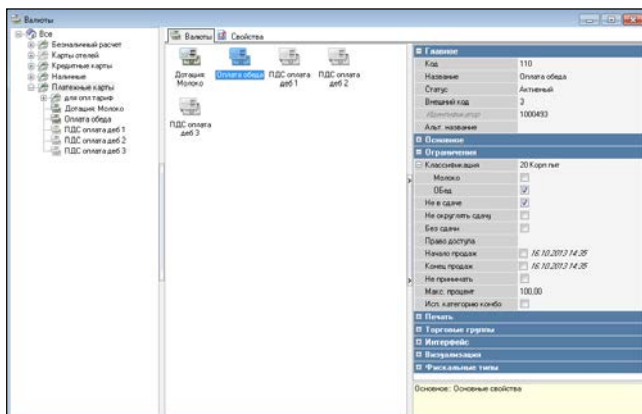 Валюты
Все
Безналичный расчет
Карты отелей
Кредитные карты
Наличные
Платежные карты
для опл тариф
Дотация: Молоко
Оплата обеда
ПДС оплата деб 1
ПДС оплата деб 2
ПДС оплата деб 3
Валюты Свойства
Дотация: Молоко
Оплата обеда
ПДС оплата деб 1
ПДС оплата деб 2
ПДС оплата деб 3
Главное
Код 110
Название Оплата обеда
Статус Активный
Внешний код 3
Идентификатор 1000493
Альт. название
Основное
Ограничения
Классификация 20 Корп.пит
Молоко
Обед
Не в сдаче
Не округлять сдачу
Без сдачи
Право доступа
Начало продаж 16.10.2013 14:35
Конец продаж 16.10.2013 14:35
Не принимать
Макс. процент 100,00
Исп. категорию комбо
Печать
Торговые группы
Интерфейс
Визуализация
Фискальные типы
Основное: Основные свойства